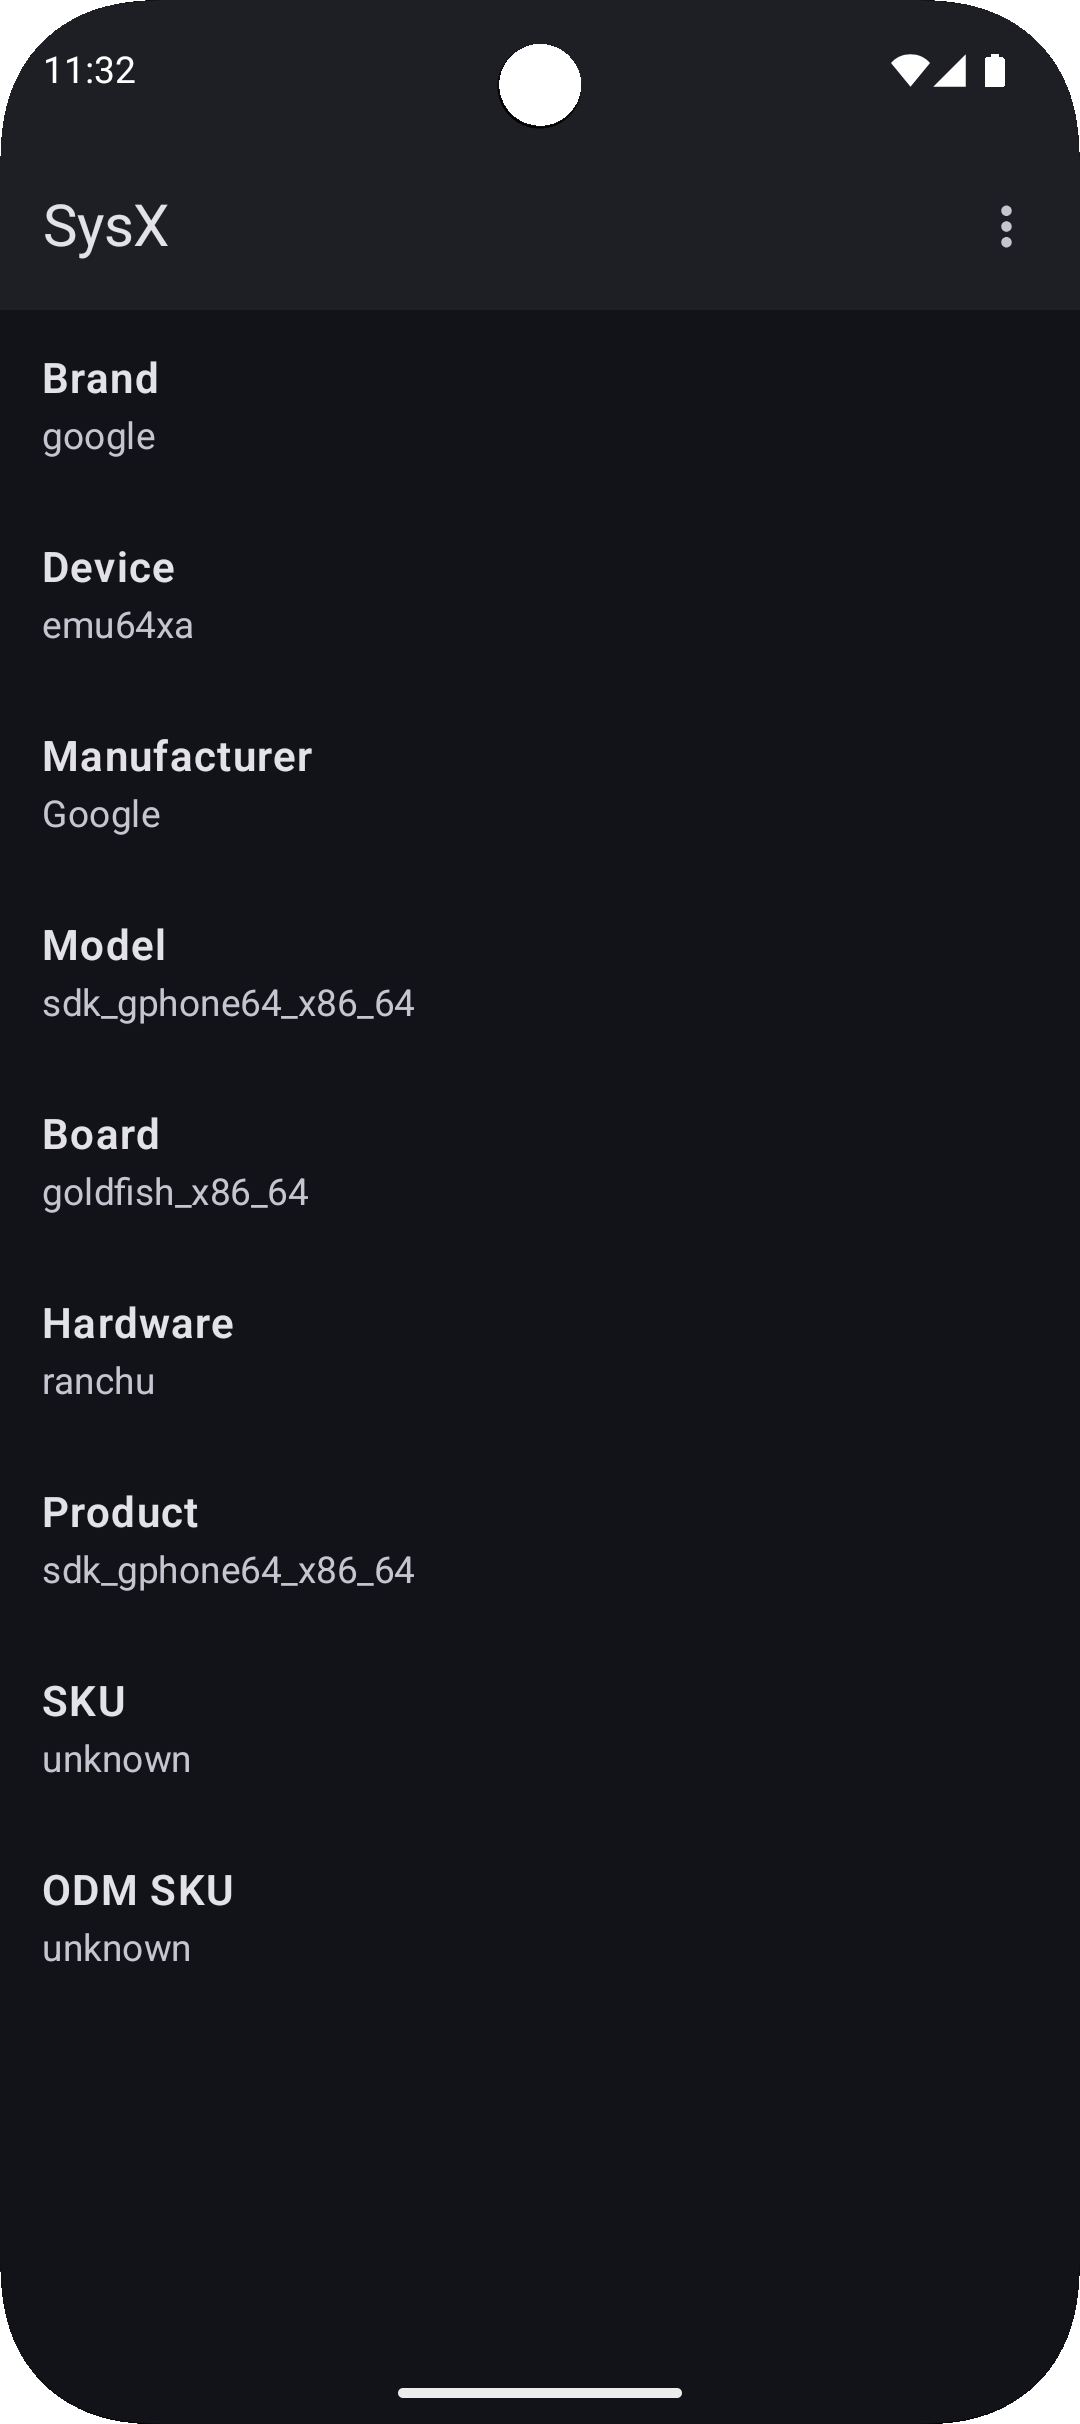 11:32
SysX
Brand
google
Device
emu64xa
Manufacturer
Google
Model
sdk_gphone64_x86_64
Board
goldfish_x86_64
Hardware
ranchu
Product
sdk_gphone64_x86_64
SKU
unknown
ODM SKU
unknown